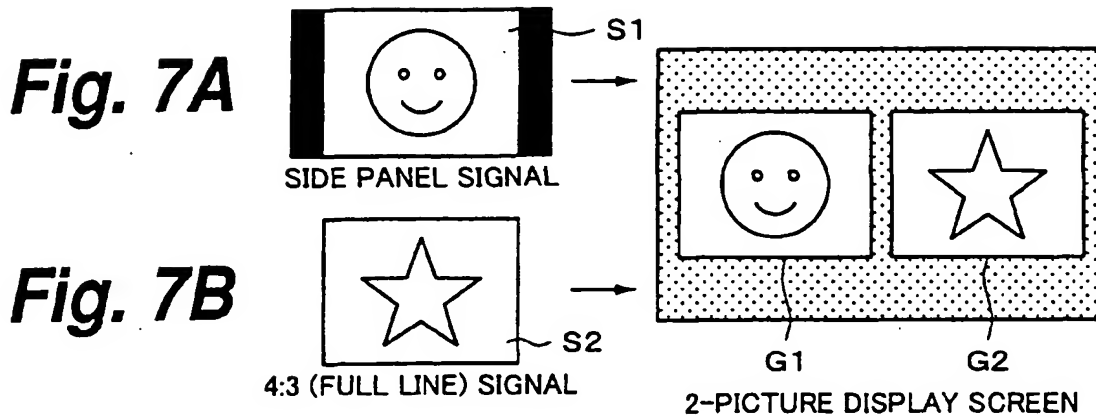 Fig. 7A
S1
SIDE PANEL SIGNAL
Fig. 7B
S2
4:3 (FULL LINE) SIGNAL
G1
G2
2-PICTURE DISPLAY SCREEN